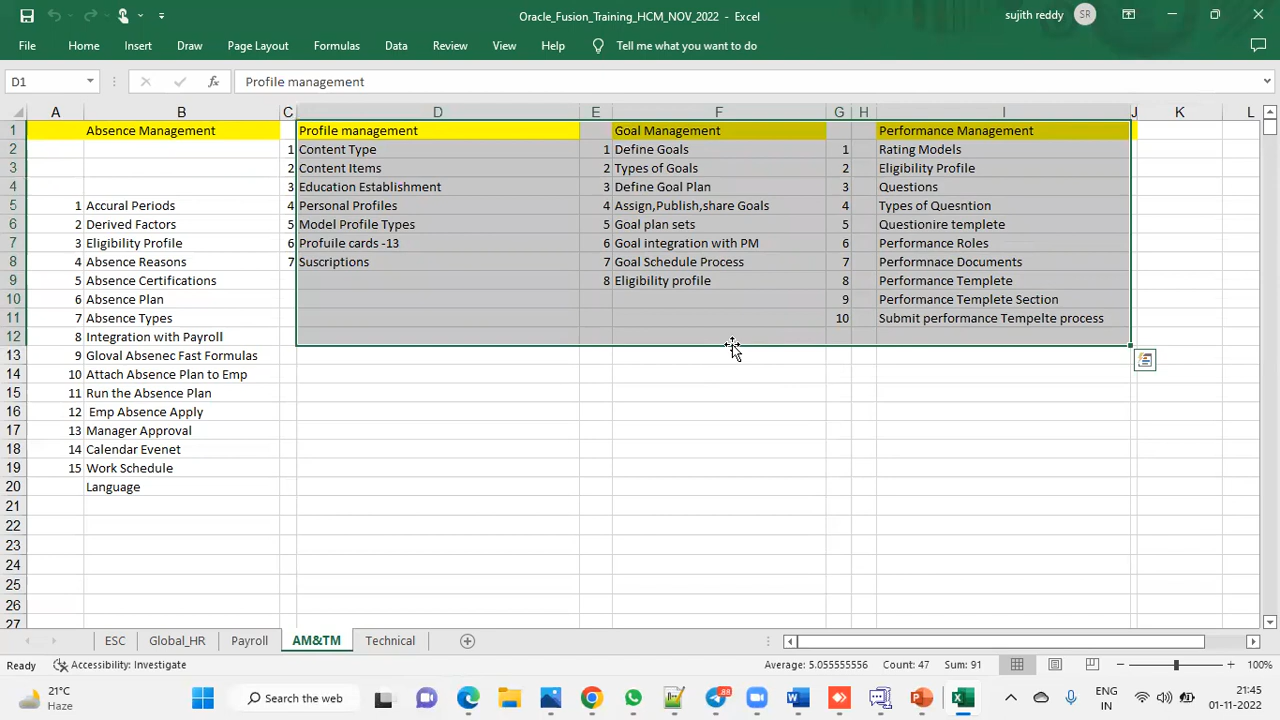 Oracle_Fusion_Training_HCM_NOV_2022 - Excel
sujith reddy SR
File Home Insert Draw Page Layout Formulas Data Review View Help Tell me what you want to do
D1 fx Profile management
A B C D E F G H I J K L
1 Absence Management Profile management Goal Management Performance Management
2 1 Content Type 1 Define Goals 1 Rating Models
3 2 Content Items 2 Types of Goals 2 Eligibility Profile
4 3 Education Establishment 3 Define Goal Plan 3 Questions
5 1 Accural Periods 4 Personal Profiles 4 Assign,Publish,share Goals 4 Types of Quesntion
6 2 Derived Factors 5 Model Profile Types 5 Goal plan sets 5 Questionire templete
7 3 Eligibility Profile 6 Profuile cards -13 6 Goal integration with PM 6 Performance Roles
8 4 Absence Reasons 7 Suscriptions 7 Goal Schedule Process 7 Performnace Documents
9 5 Absence Certifications 8 Eligibility profile 8 Performance Templete
10 6 Absence Plan 9 Performance Templete Section
11 7 Absence Types 10 Submit performance Tempelte process
12 8 Integration with Payroll
13 9 Gloval Absenec Fast Formulas
14 10 Attach Absence Plan to Emp
15 11 Run the Absence Plan
16 12 Emp Absence Apply
17 13 Manager Approval
18 14 Calendar Evenet
19 15 Work Schedule
20 Language
21
22
23
24
25
26
27
ESC Global_HR Payroll AM&TM Technical
Ready Accessibility: Investigate Average: 5.055555556 Count: 47 Sum: 91 100%
21°C
Haze
Search the web
88
ENG
IN
21:45
01-11-2022